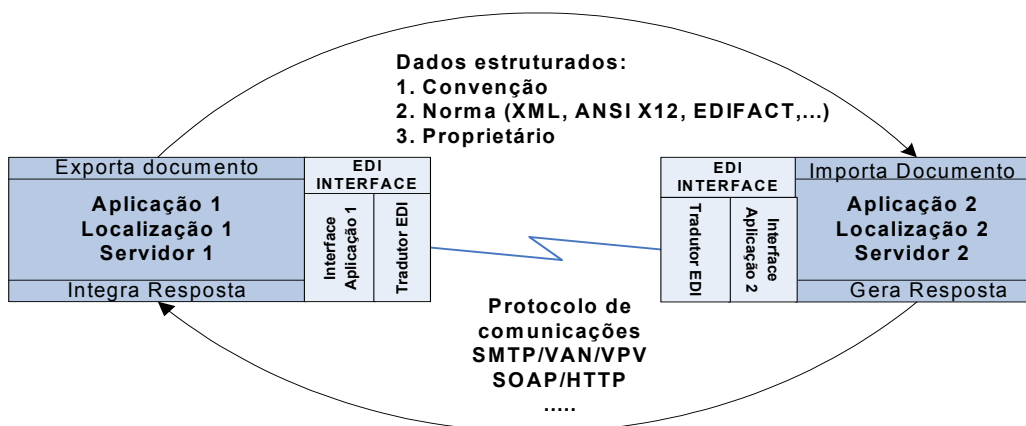 Dados estruturados:
1. Convenção
2. Norma (XML, ANSI X12, EDIFACT,...)
3. Proprietário
Exporta documento
Aplicação 1
Localização 1
Servidor 1
Integra Resposta
EDI
INTERFACE
Interface
Aplicação 1
Tradutor EDI
EDI
INTERFACE
Tradutor EDI
Interface
Aplicação 2
Importa Documento
Aplicação 2
Localização 2
Servidor 2
Gera Resposta
Protocolo de
comunicações
SMTP/VAN/VPV
SOAP/HTTP
.....